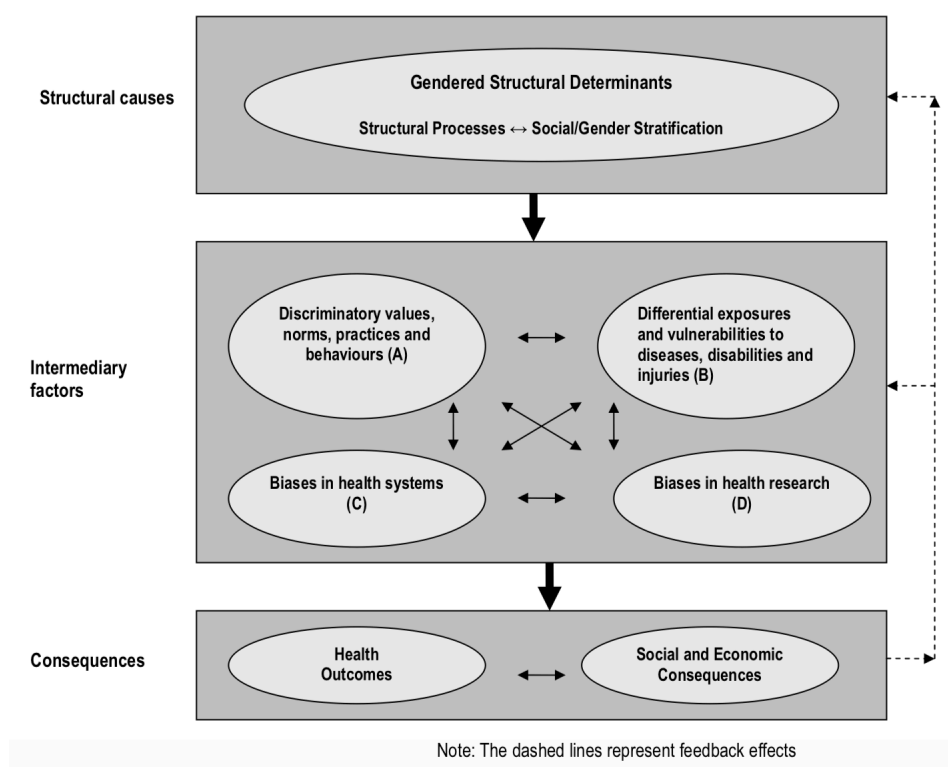 Structural causes
Gendered Structural Determinants
Structural Processes ↔ Social/Gender Stratification
Intermediary
factors
Discriminatory values,
norms, practices and
behaviours (A)
Differential exposures
and vulnerabilities to
diseases, disabilities and
injuries (B)
Biases in health systems
(C)
Biases in health research
(D)
Consequences
Health
Outcomes
Social and Economic
Consequences
Note: The dashed lines represent feedback effects